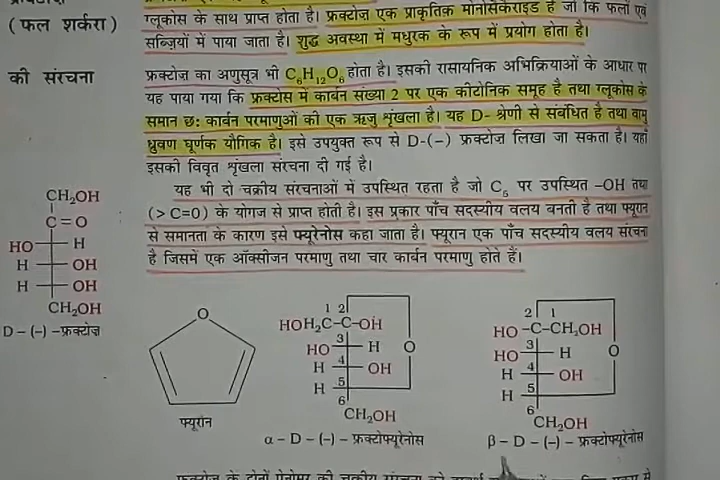 (फल शर्करा)
ग्लूकोस के साथ प्राप्त होता है। फ्रक्टोज़ एक प्राकृतिक मोनोसैकेराइड है जो कि फलों एवं
सब्ज़ियों में पाया जाता है। शुद्ध अवस्था में मधुरक के रूप में प्रयोग होता है।
की संरचना
फ्रक्टोज़ का अणुसूत्र भी C6H12O6 होता है। इसकी रासायनिक अभिक्रियाओं के आधार पर
यह पाया गया कि फ्रक्टोस में कार्बन संख्या 2 पर एक कीटोनिक समूह है तथा ग्लूकोस के
समान छः कार्बन परमाणुओं की एक ऋजु शृंखला है। यह D- श्रेणी से संबंधित है तथा वाम
ध्रुवण घूर्णक यौगिक है। इसे उपयुक्त रूप से D-(-) फ्रक्टोज़ लिखा जा सकता है। यहाँ
इसकी विवृत शृंखला संरचना दी गई है।
यह भी दो चक्रीय संरचनाओं में उपस्थित रहता है जो C5 पर उपस्थित -OH तथा
(>C=O) के योगज से प्राप्त होती है। इस प्रकार पाँच सदस्यीय वलय बनती है तथा फ्यूरान
से समानता के कारण इसे फ्यूरेनोस कहा जाता है। फ्यूरान एक पाँच सदस्यीय वलय संरचना
है जिसमें एक ऑक्सीजन परमाणु तथा चार कार्बन परमाणु होते हैं।
CH2OH
C=O
HO H
H OH
H OH
CH2OH
D-(-)-फ्रक्टोज़
O
फ्यूरान
1 2
HOH2C-C-OH
3
HO H O
4
H OH
H 5
6
CH2OH
α-D-(-)-फ्रक्टोफ्यूरेनोस
2 1
HO-C-CH2OH
3
HO H O
4
H OH
H 5
6
CH2OH
β-D-(-)-फ्रक्टोफ्यूरेनोस